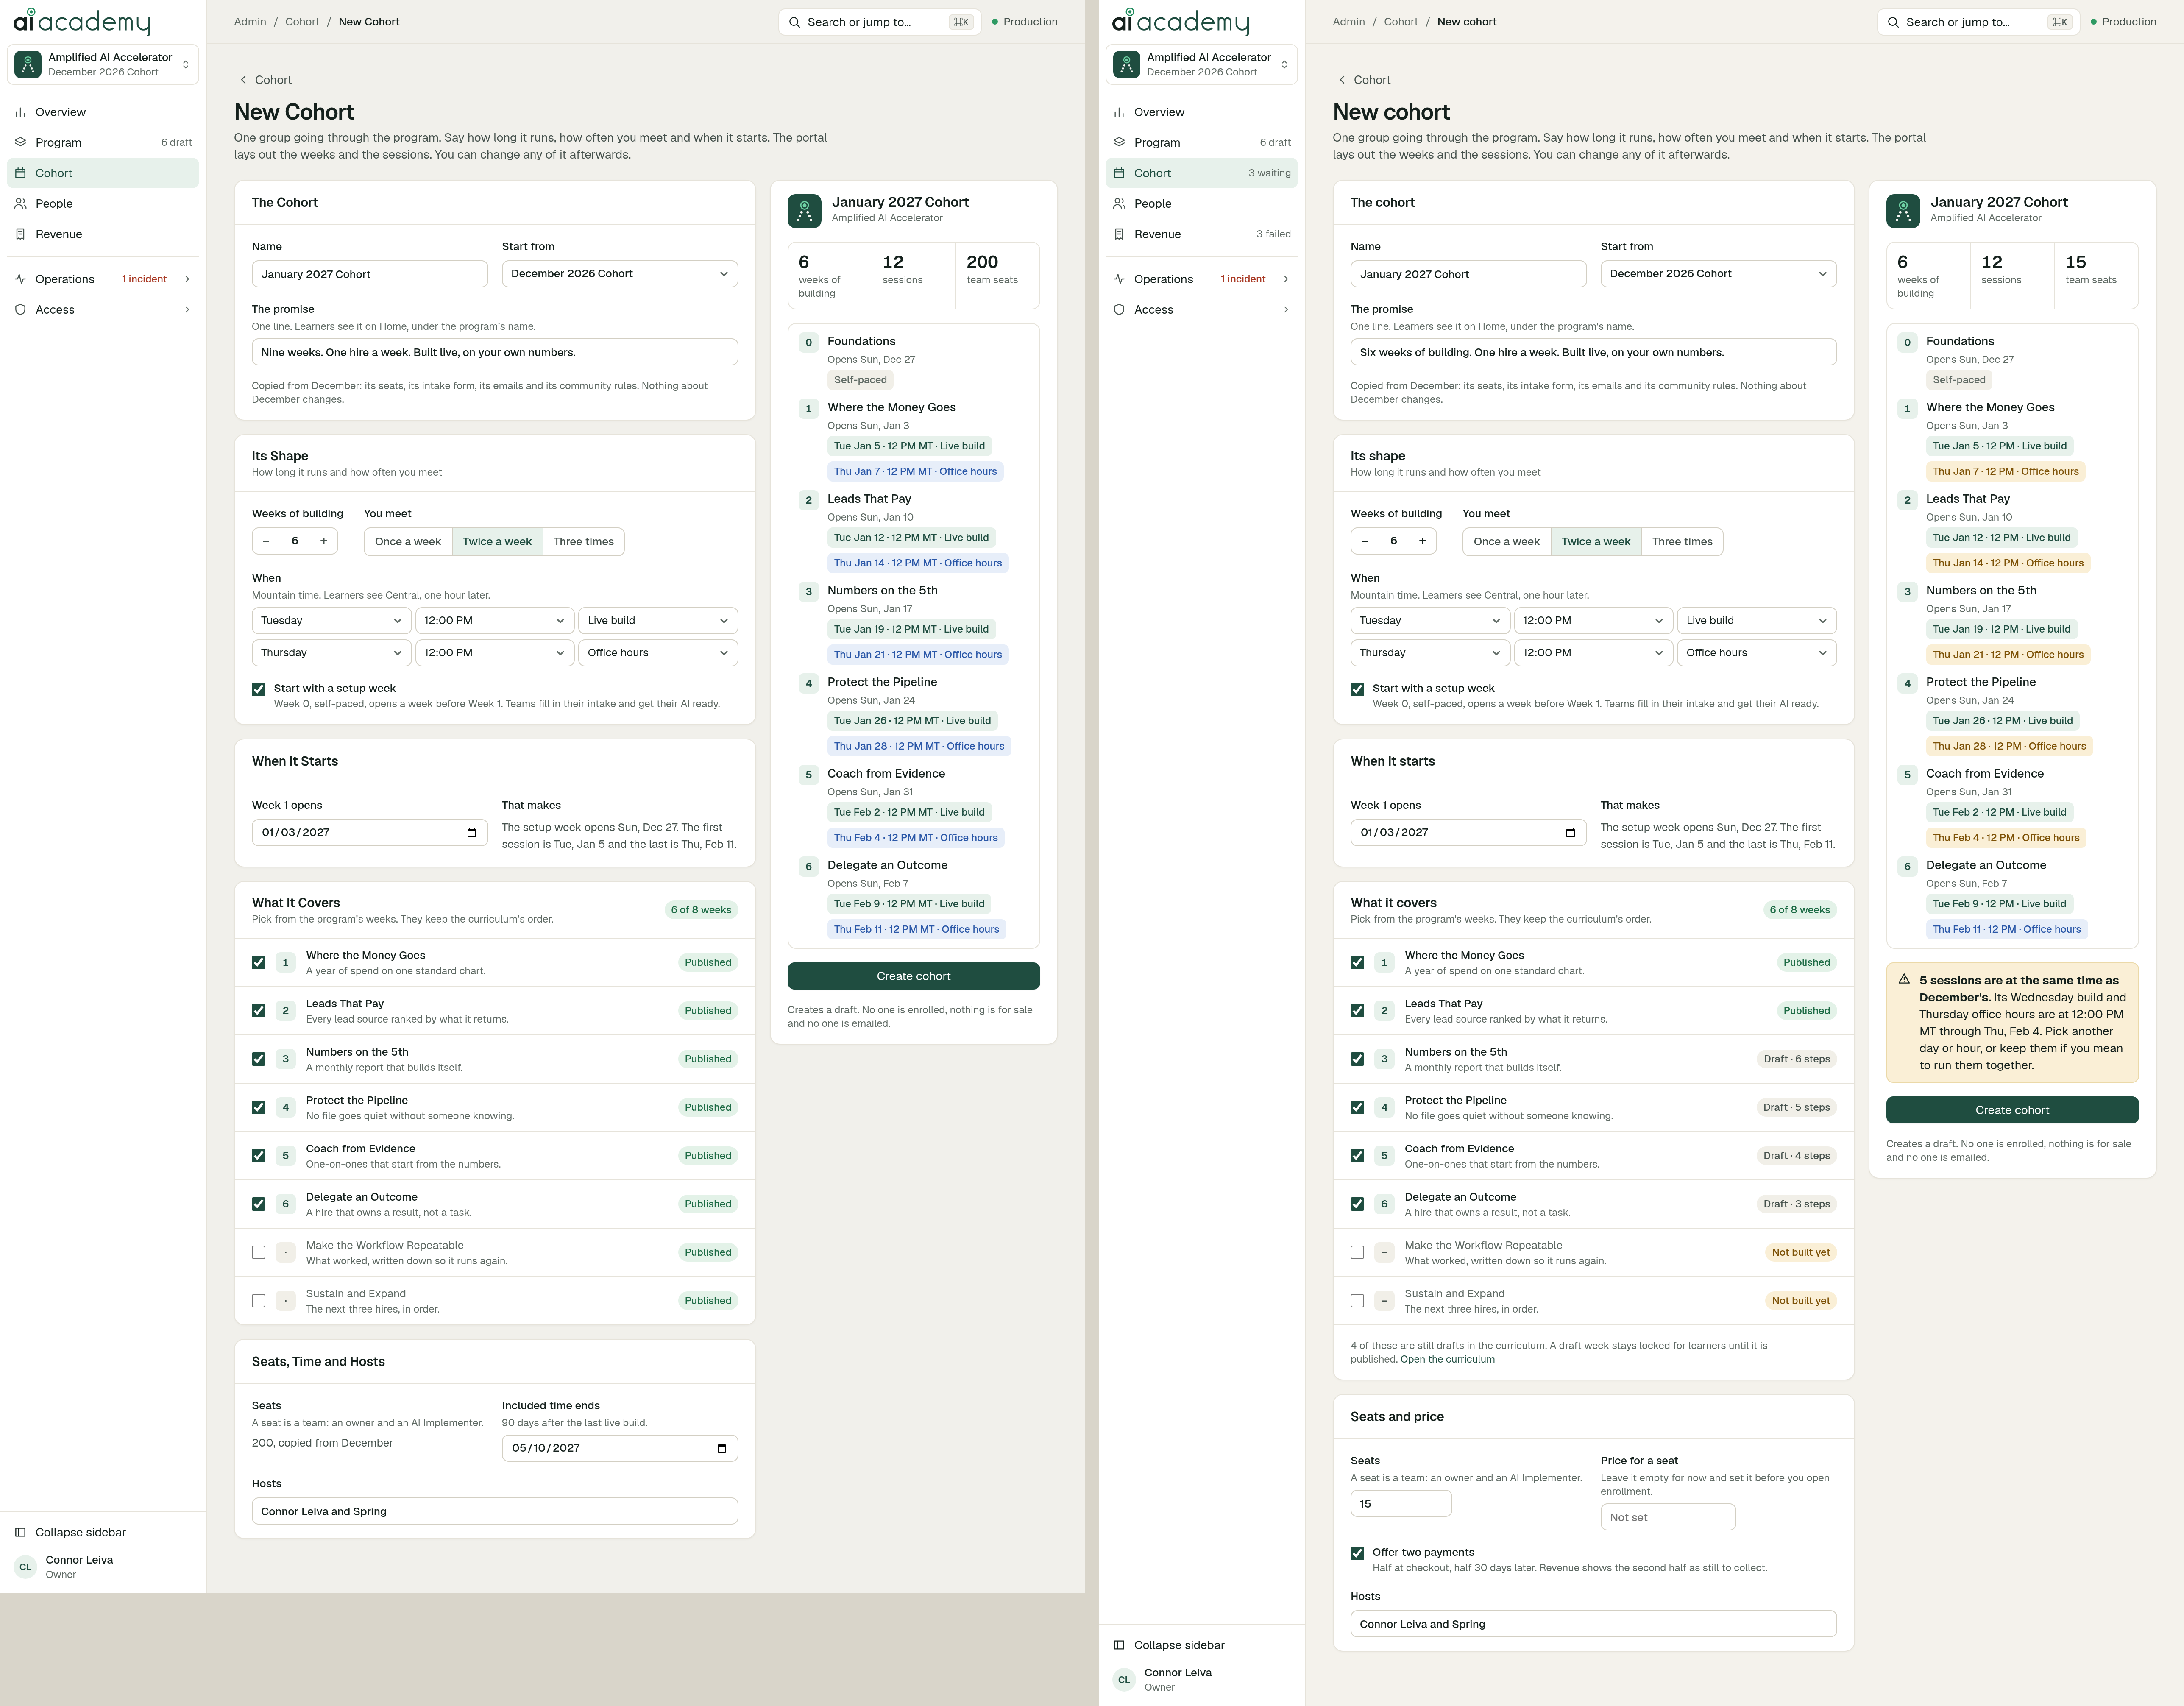 ai academy
Amplified AI Accelerator
December 2026 Cohort
Overview
Program 6 draft
Cohort
People
Revenue
Operations 1 incident
Access
Collapse sidebar
CL
Connor Leiva
Owner
Admin / Cohort / New Cohort
Search or jump to... ⌘K
Production
Cohort
New Cohort
One group going through the program. Say how long it runs, how often you meet and when it starts. The portal
lays out the weeks and the sessions. You can change any of it afterwards.
The Cohort
Name
January 2027 Cohort
Start from
December 2026 Cohort
The promise
One line. Learners see it on Home, under the program's name.
Nine weeks. One hire a week. Built live, on your own numbers.
Copied from December: its seats, its intake form, its emails and its community rules. Nothing about
December changes.
Its Shape
How long it runs and how often you meet
Weeks of building
− 6 +
You meet
Once a week Twice a week Three times
When
Mountain time. Learners see Central, one hour later.
Tuesday 12:00 PM Live build
Thursday 12:00 PM Office hours
Start with a setup week
Week 0, self-paced, opens a week before Week 1. Teams fill in their intake and get their AI ready.
When It Starts
Week 1 opens
01/03/2027
That makes
The setup week opens Sun, Dec 27. The first
session is Tue, Jan 5 and the last is Thu, Feb 11.
What It Covers
Pick from the program's weeks. They keep the curriculum's order.
6 of 8 weeks
1 Where the Money Goes
A year of spend on one standard chart.
Published
2 Leads That Pay
Every lead source ranked by what it returns.
Published
3 Numbers on the 5th
A monthly report that builds itself.
Published
4 Protect the Pipeline
No file goes quiet without someone knowing.
Published
5 Coach from Evidence
One-on-ones that start from the numbers.
Published
6 Delegate an Outcome
A hire that owns a result, not a task.
Published
· Make the Workflow Repeatable
What worked, written down so it runs again.
Published
· Sustain and Expand
The next three hires, in order.
Published
Seats, Time and Hosts
Seats
A seat is a team: an owner and an AI Implementer.
200, copied from December
Included time ends
90 days after the last live build.
05/10/2027
Hosts
Connor Leiva and Spring
January 2027 Cohort
Amplified AI Accelerator
6
weeks of
building
12
sessions
200
team seats
0 Foundations
Opens Sun, Dec 27
Self-paced
1 Where the Money Goes
Opens Sun, Jan 3
Tue Jan 5 · 12 PM MT · Live build
Thu Jan 7 · 12 PM MT · Office hours
2 Leads That Pay
Opens Sun, Jan 10
Tue Jan 12 · 12 PM MT · Live build
Thu Jan 14 · 12 PM MT · Office hours
3 Numbers on the 5th
Opens Sun, Jan 17
Tue Jan 19 · 12 PM MT · Live build
Thu Jan 21 · 12 PM MT · Office hours
4 Protect the Pipeline
Opens Sun, Jan 24
Tue Jan 26 · 12 PM MT · Live build
Thu Jan 28 · 12 PM MT · Office hours
5 Coach from Evidence
Opens Sun, Jan 31
Tue Feb 2 · 12 PM MT · Live build
Thu Feb 4 · 12 PM MT · Office hours
6 Delegate an Outcome
Opens Sun, Feb 7
Tue Feb 9 · 12 PM MT · Live build
Thu Feb 11 · 12 PM MT · Office hours
Create cohort
Creates a draft. No one is enrolled, nothing is for sale
and no one is emailed.
ai academy
Amplified AI Accelerator
December 2026 Cohort
Overview
Program 6 draft
Cohort 3 waiting
People
Revenue 3 failed
Operations 1 incident
Access
Collapse sidebar
CL
Connor Leiva
Owner
Admin / Cohort / New cohort
Search or jump to... ⌘K
Production
Cohort
New cohort
One group going through the program. Say how long it runs, how often you meet and when it starts. The portal
lays out the weeks and the sessions. You can change any of it afterwards.
The cohort
Name
January 2027 Cohort
Start from
December 2026 Cohort
The promise
One line. Learners see it on Home, under the program's name.
Six weeks of building. One hire a week. Built live, on your own numbers.
Copied from December: its seats, its intake form, its emails and its community rules. Nothing about
December changes.
Its shape
How long it runs and how often you meet
Weeks of building
− 6 +
You meet
Once a week Twice a week Three times
When
Mountain time. Learners see Central, one hour later.
Tuesday 12:00 PM Live build
Thursday 12:00 PM Office hours
Start with a setup week
Week 0, self-paced, opens a week before Week 1. Teams fill in their intake and get their AI ready.
When it starts
Week 1 opens
01/03/2027
That makes
The setup week opens Sun, Dec 27. The first
session is Tue, Jan 5 and the last is Thu, Feb 11.
What it covers
Pick from the program's weeks. They keep the curriculum's order.
6 of 8 weeks
1 Where the Money Goes
A year of spend on one standard chart.
Published
2 Leads That Pay
Every lead source ranked by what it returns.
Published
3 Numbers on the 5th
A monthly report that builds itself.
Draft · 6 steps
4 Protect the Pipeline
No file goes quiet without someone knowing.
Draft · 5 steps
5 Coach from Evidence
One-on-ones that start from the numbers.
Draft · 4 steps
6 Delegate an Outcome
A hire that owns a result, not a task.
Draft · 3 steps
– Make the Workflow Repeatable
What worked, written down so it runs again.
Not built yet
– Sustain and Expand
The next three hires, in order.
Not built yet
4 of these are still drafts in the curriculum. A draft week stays locked for learners until it is
published. Open the curriculum
Seats and price
Seats
A seat is a team: an owner and an AI Implementer.
15
Price for a seat
Leave it empty for now and set it before you open
enrollment.
Not set
Offer two payments
Half at checkout, half 30 days later. Revenue shows the second half as still to collect.
Hosts
Connor Leiva and Spring
January 2027 Cohort
Amplified AI Accelerator
6
weeks of
building
12
sessions
15
team seats
0 Foundations
Opens Sun, Dec 27
Self-paced
1 Where the Money Goes
Opens Sun, Jan 3
Tue Jan 5 · 12 PM · Live build
Thu Jan 7 · 12 PM · Office hours
2 Leads That Pay
Opens Sun, Jan 10
Tue Jan 12 · 12 PM · Live build
Thu Jan 14 · 12 PM · Office hours
3 Numbers on the 5th
Opens Sun, Jan 17
Tue Jan 19 · 12 PM · Live build
Thu Jan 21 · 12 PM · Office hours
4 Protect the Pipeline
Opens Sun, Jan 24
Tue Jan 26 · 12 PM · Live build
Thu Jan 28 · 12 PM · Office hours
5 Coach from Evidence
Opens Sun, Jan 31
Tue Feb 2 · 12 PM · Live build
Thu Feb 4 · 12 PM · Office hours
6 Delegate an Outcome
Opens Sun, Feb 7
Tue Feb 9 · 12 PM · Live build
Thu Feb 11 · 12 PM · Office hours
5 sessions are at the same time as
December's. Its Wednesday build and
Thursday office hours are at 12:00 PM
MT through Thu, Feb 4. Pick another
day or hour, or keep them if you mean
to run them together.
Create cohort
Creates a draft. No one is enrolled, nothing is for sale
and no one is emailed.